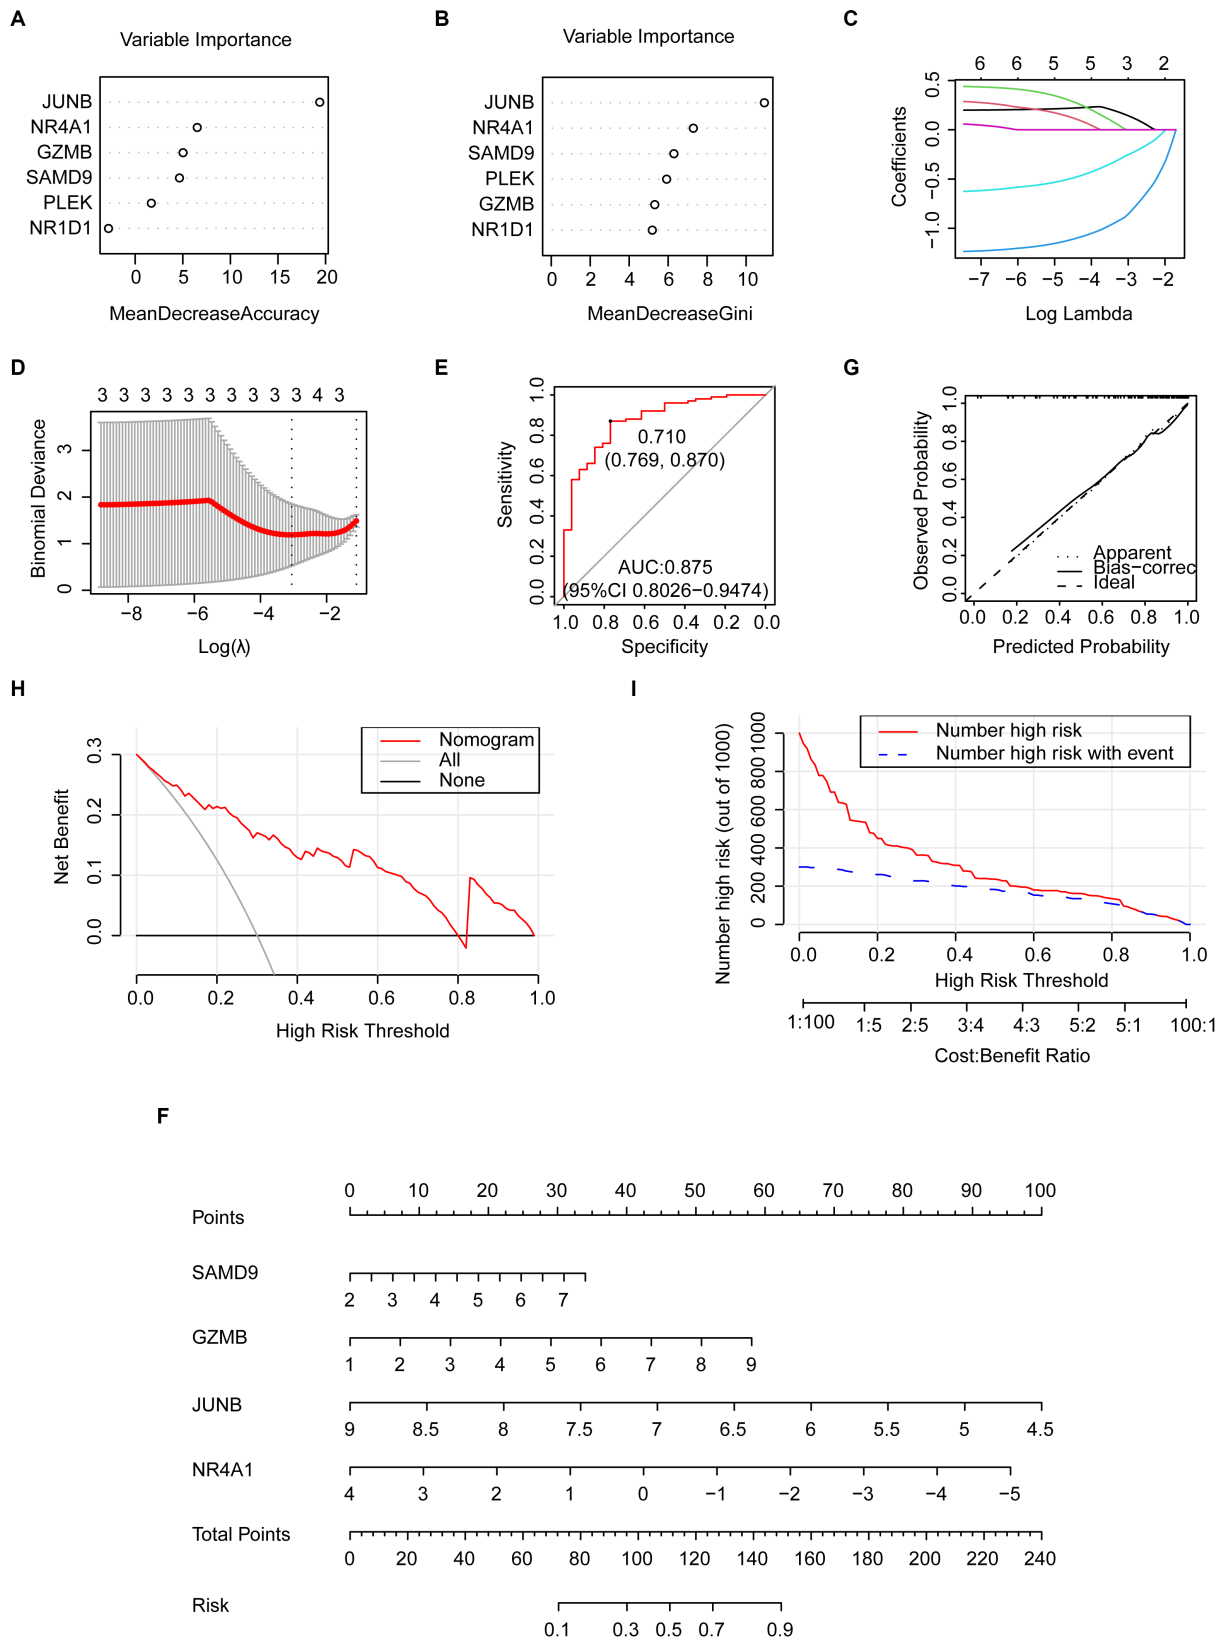 A
Variable Importance
JUNB
NR4A1
GZMB
SAMD9
PLEK
NR1D1
0 5 10 15 20
MeanDecreaseAccuracy
B
Variable Importance
JUNB
NR4A1
SAMD9
PLEK
GZMB
NR1D1
0 2 4 6 8 10
MeanDecreaseGini
C
6 6 5 5 3 2
Coefficients
0.5
0.0
−0.5
−1.0
−7 −6 −5 −4 −3 −2
Log Lambda
D
3 3 3 3 3 3 3 3 3 3 4 3
Binomial Deviance
3
2
1
0
−8 −6 −4 −2
Log(λ)
E
Sensitivity
1.0
0.8
0.6
0.4
0.2
0.0
0.710
(0.769, 0.870)
AUC:0.875
(95%CI 0.8026−0.9474)
1.0 0.8 0.6 0.4 0.2 0.0
Specificity
G
Observed Probability
1.0
0.8
0.6
0.4
0.2
0.0
Apparent
Bias−correc
Ideal
0.0 0.2 0.4 0.6 0.8 1.0
Predicted Probability
H
Net Benefit
0.3
0.2
0.1
0.0
Nomogram
All
None
0.0 0.2 0.4 0.6 0.8 1.0
High Risk Threshold
I
Number high risk (out of 1000)
1000
800
600
400
200
0
Number high risk
Number high risk with event
0.0 0.2 0.4 0.6 0.8 1.0
High Risk Threshold
1:100 1:5 2:5 3:4 4:3 5:2 5:1 100:1
Cost:Benefit Ratio
F
0 10 20 30 40 50 60 70 80 90 100
Points
SAMD9
2 3 4 5 6 7
GZMB
1 2 3 4 5 6 7 8 9
JUNB
9 8.5 8 7.5 7 6.5 6 5.5 5 4.5
NR4A1
4 3 2 1 0 −1 −2 −3 −4 −5
Total Points
0 20 40 60 80 100 120 140 160 180 200 220 240
Risk
0.1 0.3 0.5 0.7 0.9